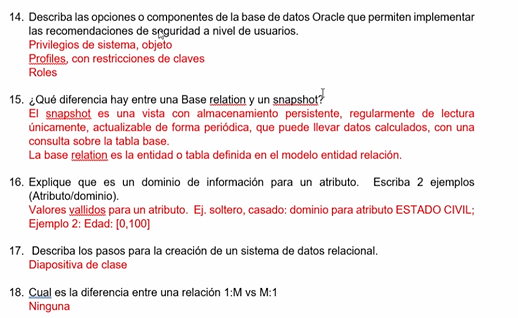 14. Describa las opciones o componentes de la base de datos Oracle que permiten implementar
las recomendaciones de seguridad a nivel de usuarios.
Privilegios de sistema, objeto
Profiles, con restricciones de claves
Roles
15. ¿Qué diferencia hay entre una Base relation y un snapshot?
El snapshot es una vista con almacenamiento persistente, regularmente de lectura
únicamente, actualizable de forma periódica, que puede llevar datos calculados, con una
consulta sobre la tabla base.
La base relation es la entidad o tabla definida en el modelo entidad relación.
16. Explique que es un dominio de información para un atributo. Escriba 2 ejemplos
(Atributo/dominio).
Valores vallidos para un atributo. Ej. soltero, casado: dominio para atributo ESTADO CIVIL;
Ejemplo 2: Edad: [0,100]
17. Describa los pasos para la creación de un sistema de datos relacional.
Diapositiva de clase
18. Cual es la diferencia entre una relación 1:M vs M:1
Ninguna